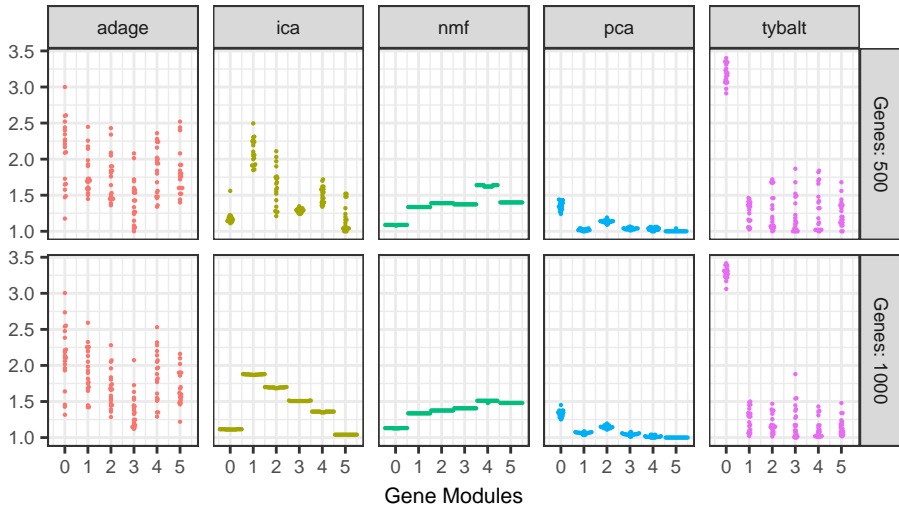 adage ica nmf pca tybalt
3.5
3.0
2.5
2.0
1.5
1.0
Genes: 500
3.5
3.0
2.5
2.0
1.5
1.0
Genes: 1000
0 1 2 3 4 5 0 1 2 3 4 5 0 1 2 3 4 5 0 1 2 3 4 5 0 1 2 3 4 5
Gene Modules